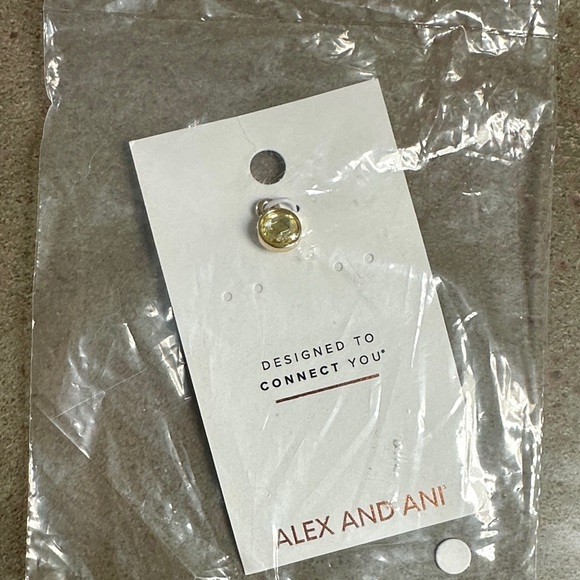 DESIGNED TO
CONNECT YOU®
ALEX AND ANI®